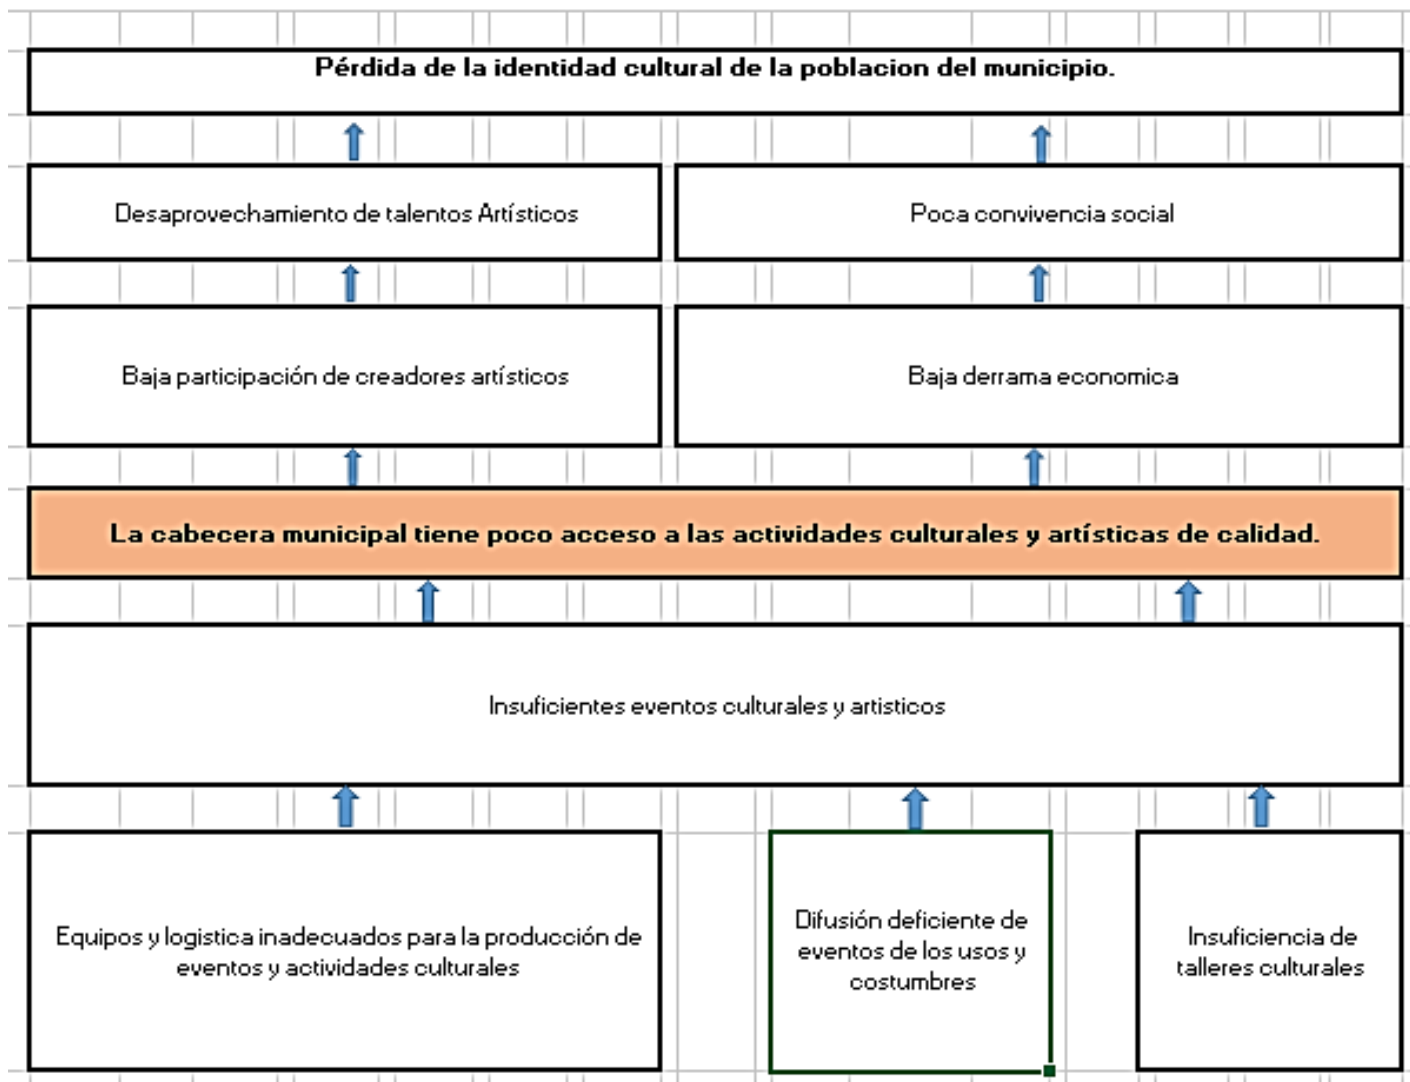 Pérdida de la identidad cultural de la poblacion del municipio.
Desaprovechamiento de talentos Artísticos
Poca convivencia social
Baja participación de creadores artísticos
Baja derrama economica
La cabecera municipal tiene poco acceso a las actividades culturales y artísticas de calidad.
Insuficientes eventos culturales y artisticos
Equipos y logistica inadecuados para la producción de
eventos y actividades culturales
Difusión deficiente de
eventos de los usos y
costumbres
Insuficiencia de
talleres culturales